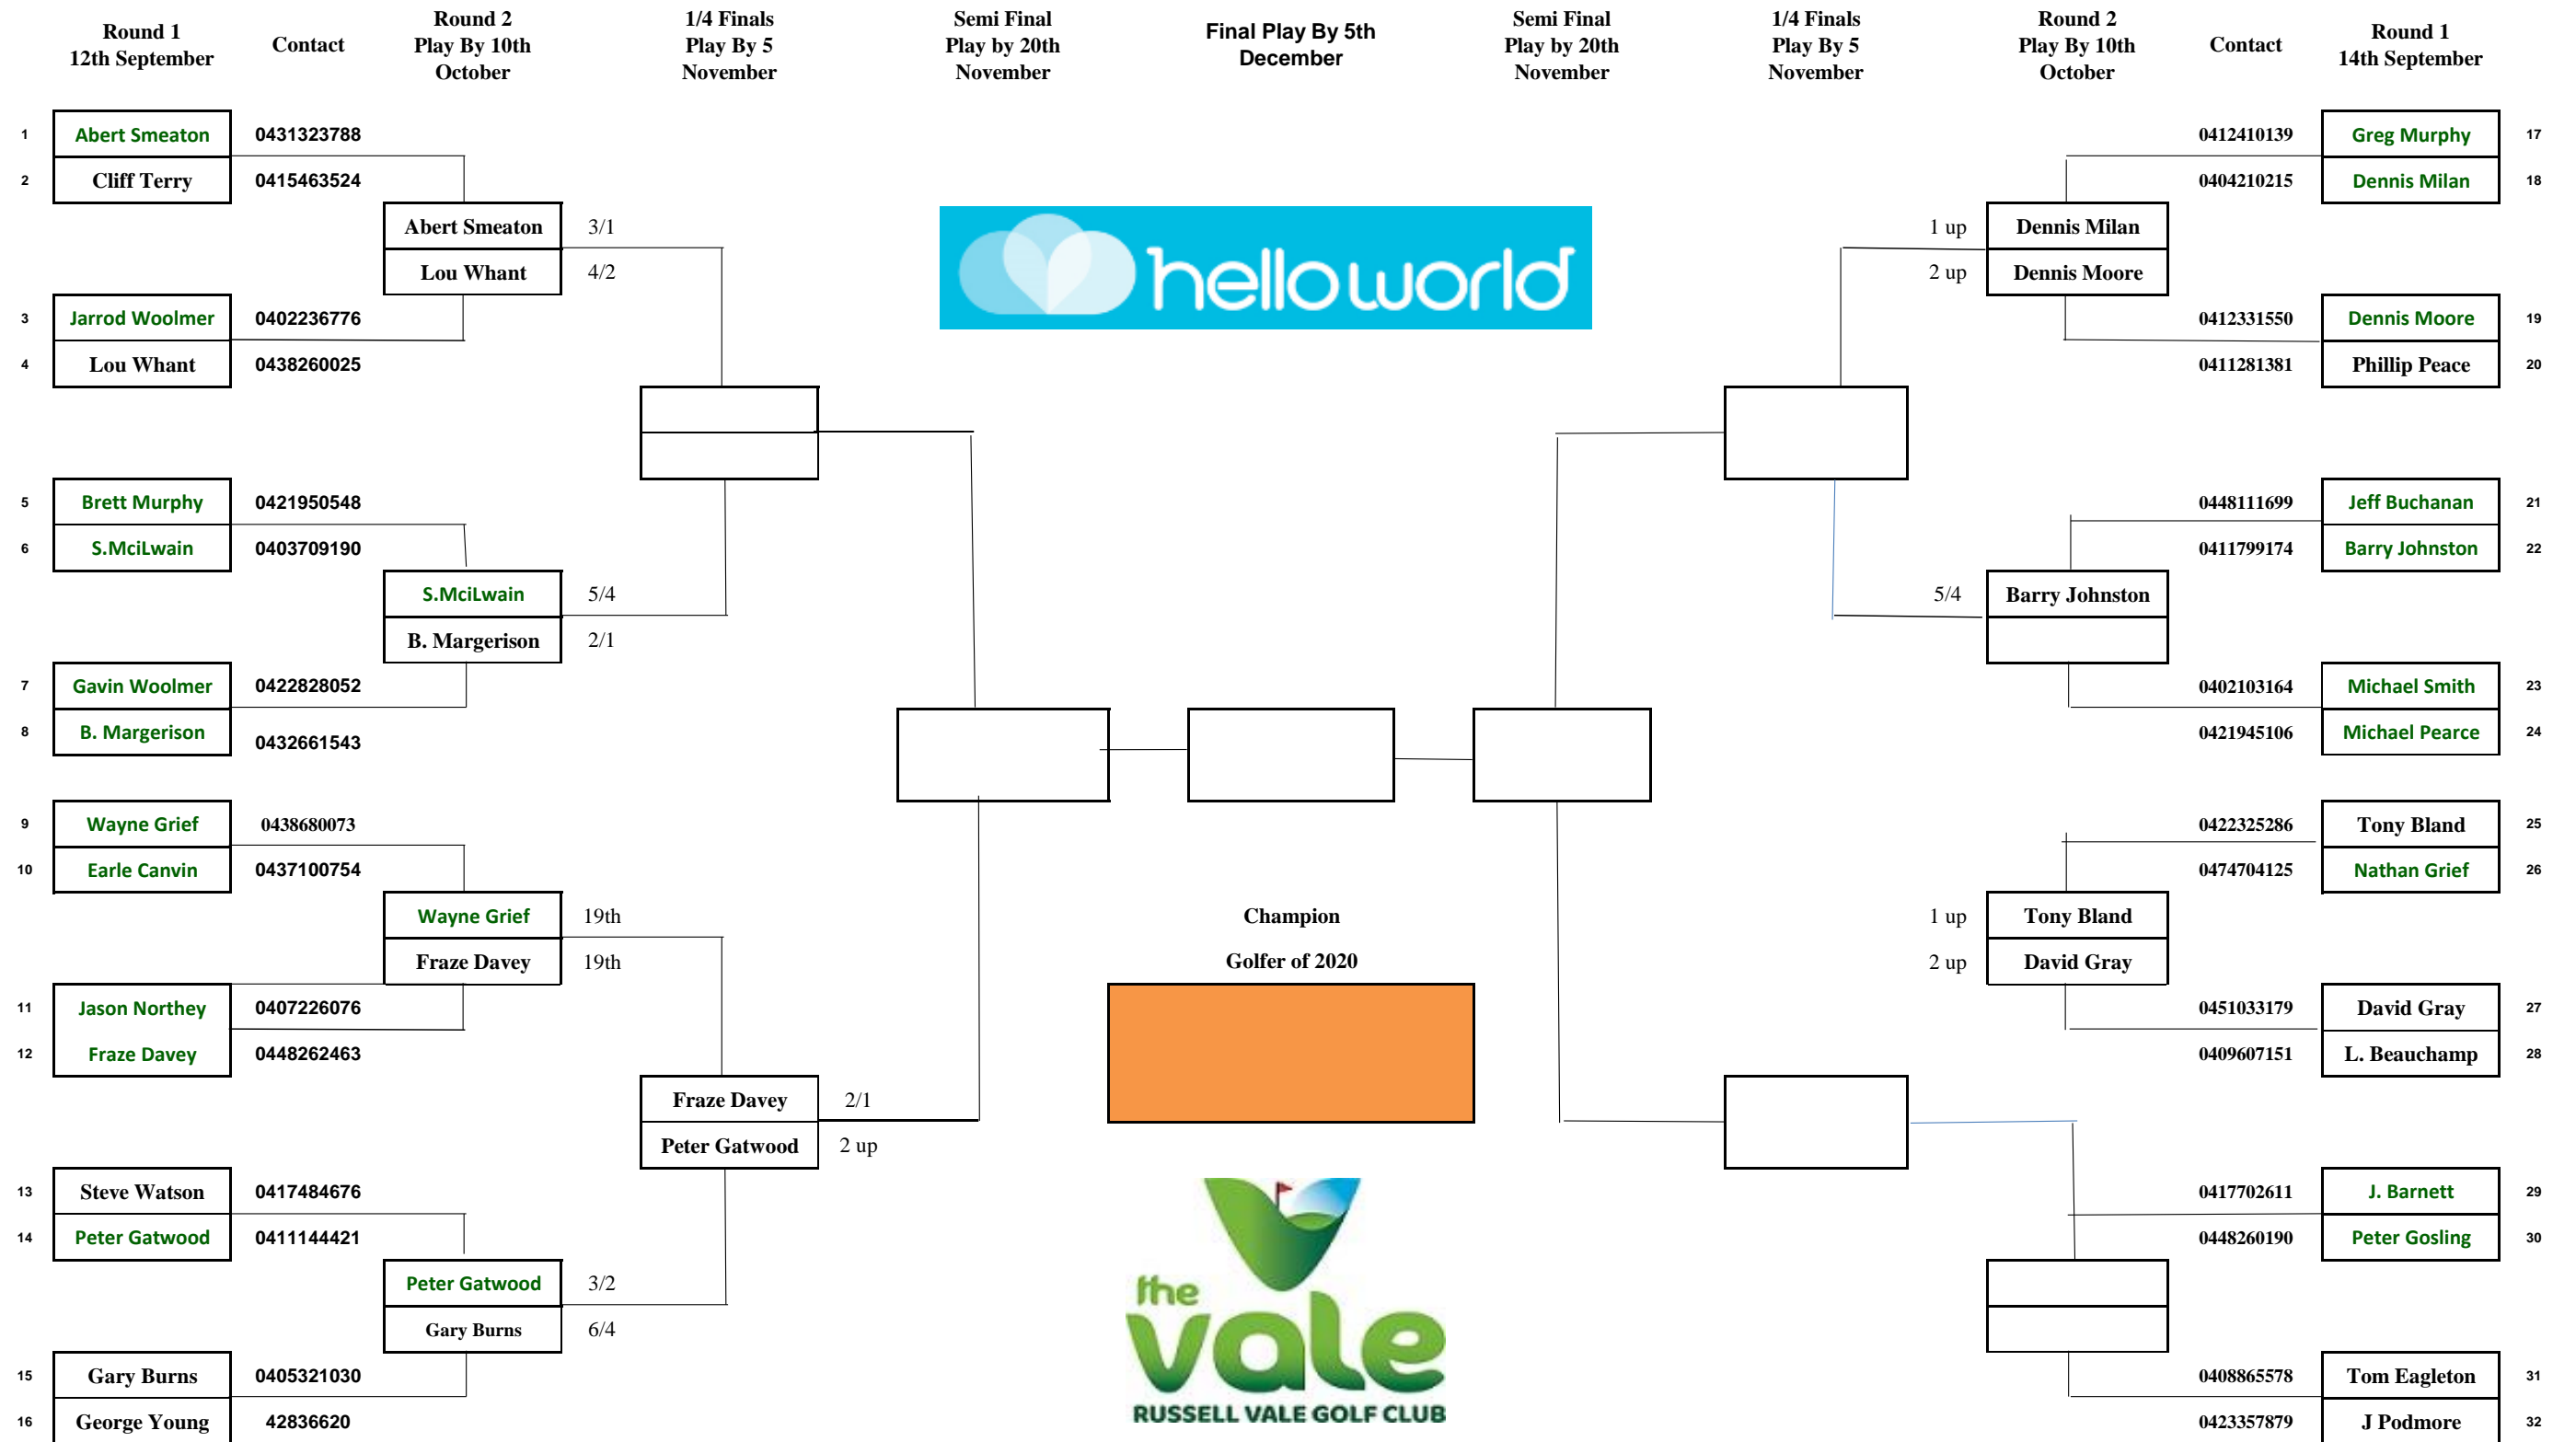 Round 1
12th September
Contact
Round 2
Play By 10th
October
1/4 Finals
Play By 5
November
Semi Final
Play by 20th
November
Final Play By 5th
December
Semi Final
Play by 20th
November
1/4 Finals
Play By 5
November
Round 2
Play By 10th
October
Contact
Round 1
14th September
1 Abert Smeaton 0431323788 0412410139 Greg Murphy 17
2 Cliff Terry 0415463524 0404210215 Dennis Milan 18
Abert Smeaton 3/1 1 up Dennis Milan
Lou Whant 4/2 2 up Dennis Moore
helloworld
3 Jarrod Woolmer 0402236776 0412331550 Dennis Moore 19
4 Lou Whant 0438260025 0411281381 Phillip Peace 20
5 Brett Murphy 0421950548 0448111699 Jeff Buchanan 21
6 S.MciLwain 0403709190 0411799174 Barry Johnston 22
S.MciLwain 5/4 5/4 Barry Johnston
B. Margerison 2/1
7 Gavin Woolmer 0422828052 0402103164 Michael Smith 23
8 B. Margerison 0432661543 0421945106 Michael Pearce 24
9 Wayne Grief 0438680073 0422325286 Tony Bland 25
10 Earle Canvin 0437100754 0474704125 Nathan Grief 26
Wayne Grief 19th Champion 1 up Tony Bland
Fraze Davey 19th Golfer of 2020 2 up David Gray
11 Jason Northey 0407226076 0451033179 David Gray 27
12 Fraze Davey 0448262463 0409607151 L. Beauchamp 28
Fraze Davey 2/1
Peter Gatwood 2 up
13 Steve Watson 0417484676 0417702611 J. Barnett 29
14 Peter Gatwood 0411144421 0448260190 Peter Gosling 30
Peter Gatwood 3/2
Gary Burns 6/4
the
vale
RUSSELL VALE GOLF CLUB
15 Gary Burns 0405321030 0408865578 Tom Eagleton 31
16 George Young 42836620 0423357879 J Podmore 32